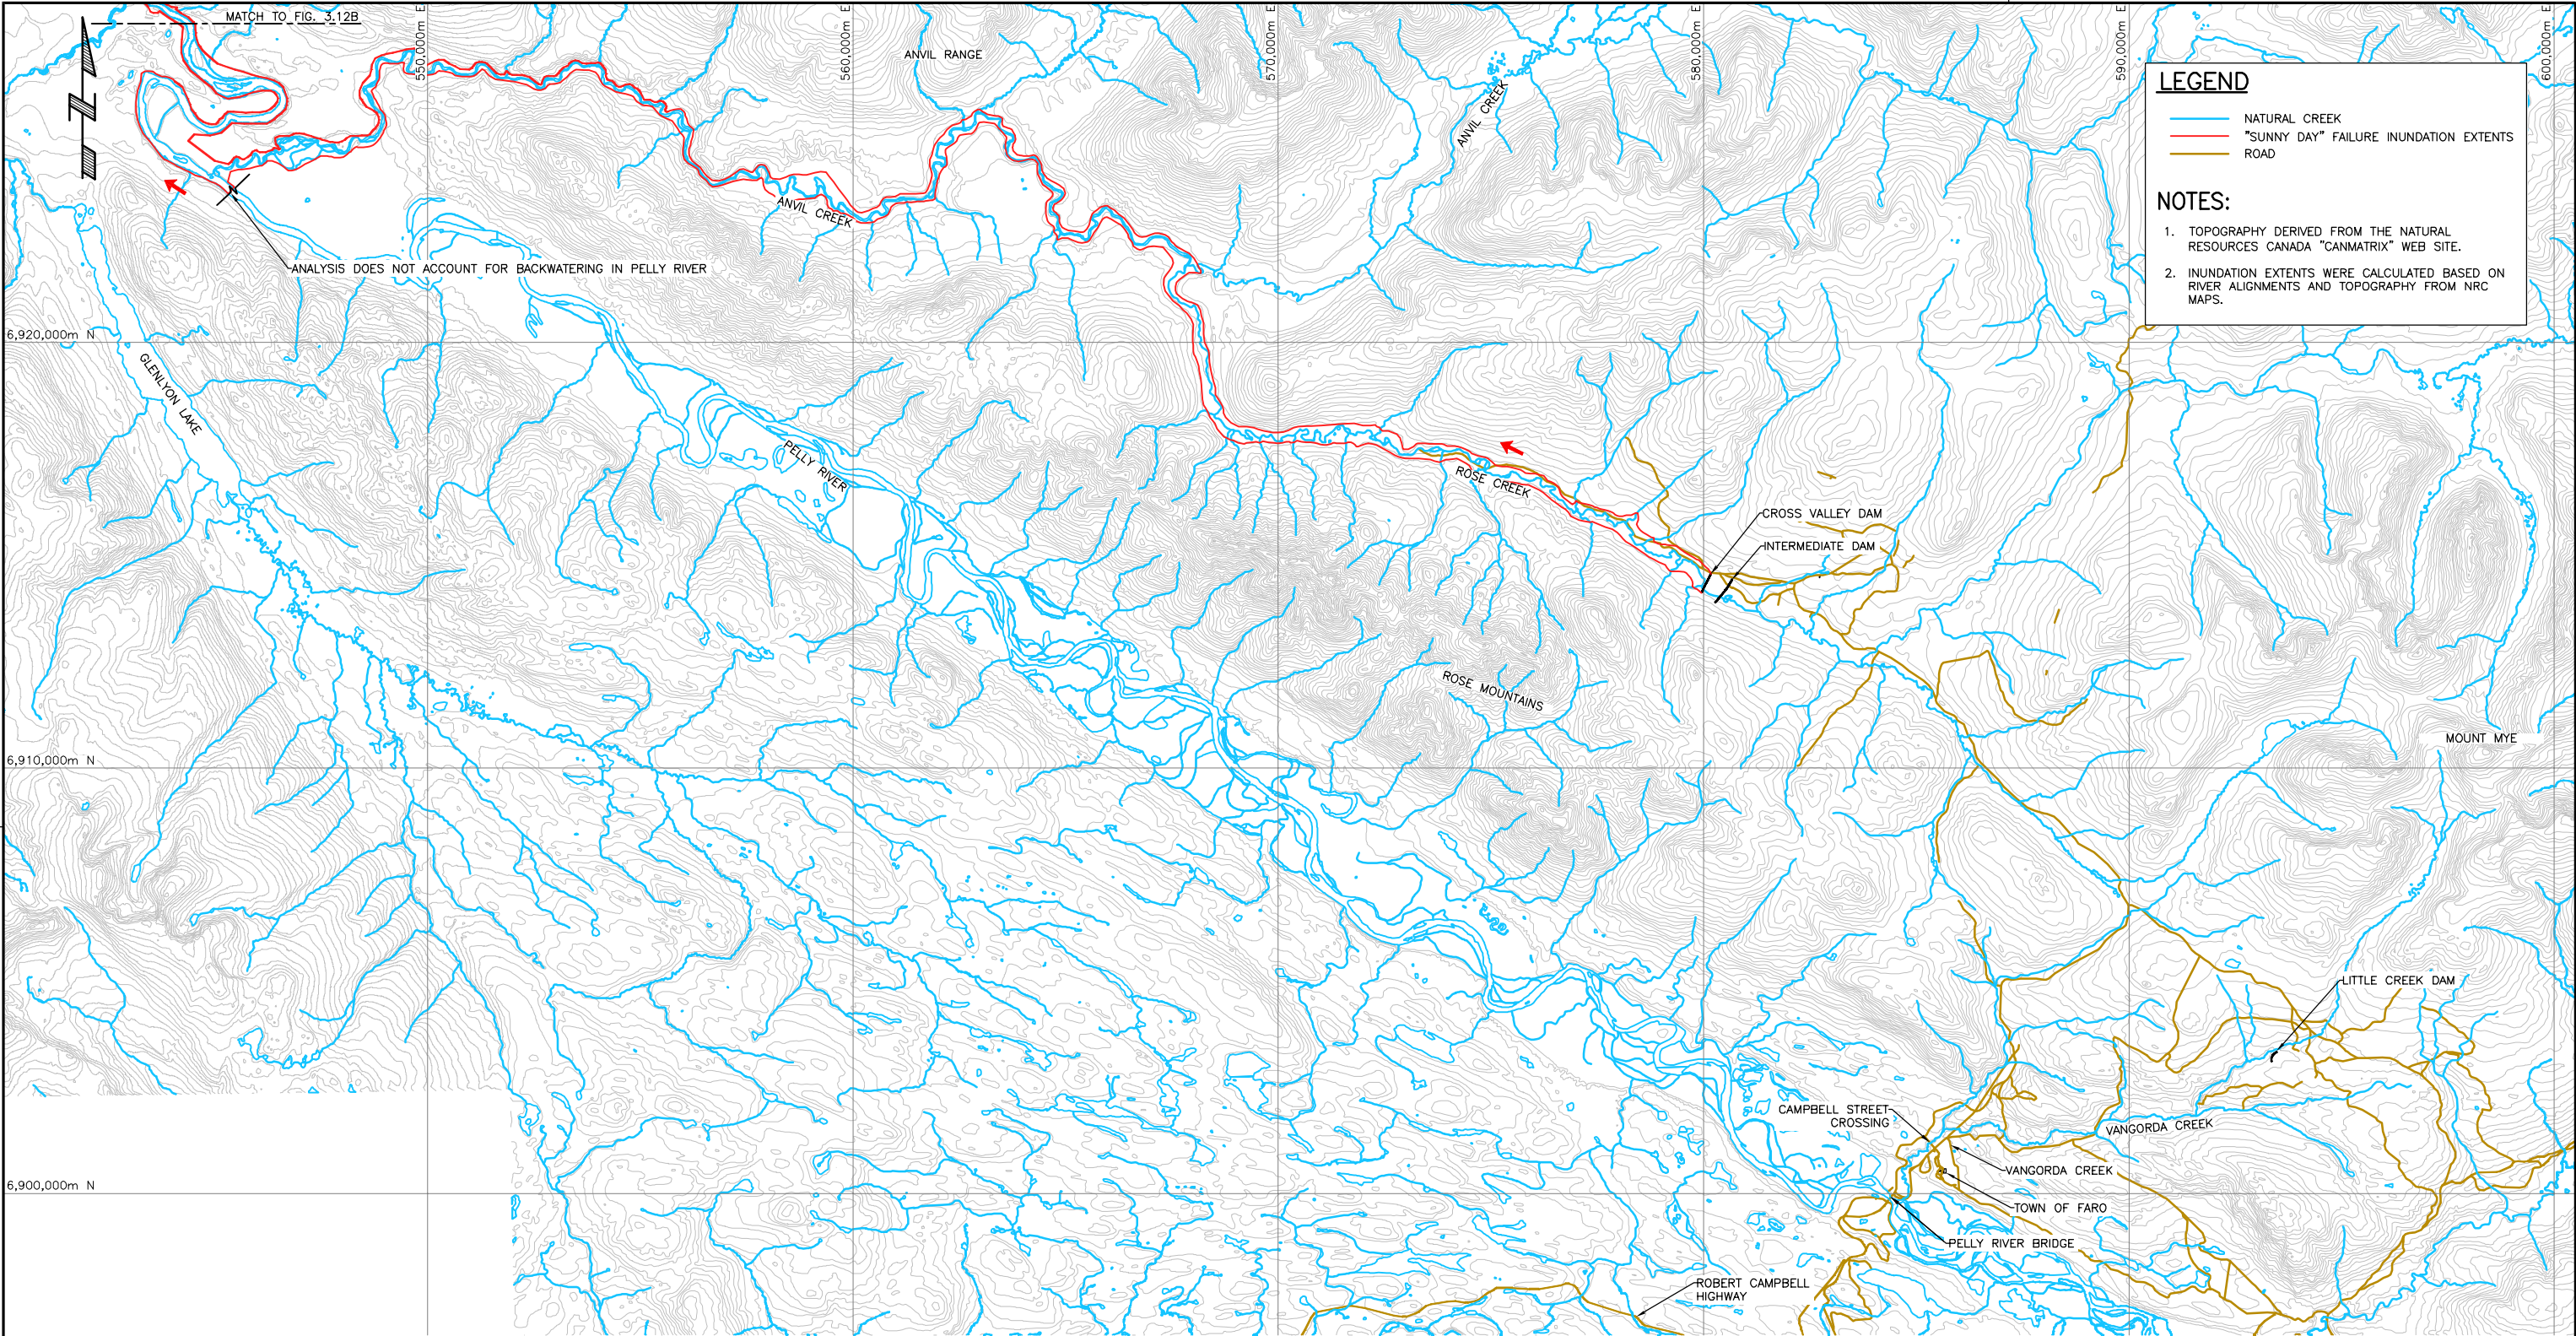 MATCH TO FIG. 3.12B
550,000m E
560,000m E
570,000m E
580,000m E
590,000m E
600,000m E
N
ANVIL RANGE
ANVIL CREEK
LEGEND
NATURAL CREEK
"SUNNY DAY" FAILURE INUNDATION EXTENTS
ROAD
NOTES:
1. TOPOGRAPHY DERIVED FROM THE NATURAL
RESOURCES CANADA "CANMATRIX" WEB SITE.
2. INUNDATION EXTENTS WERE CALCULATED BASED ON
RIVER ALIGNMENTS AND TOPOGRAPHY FROM NRC
MAPS.
ANVIL CREEK
ANALYSIS DOES NOT ACCOUNT FOR BACKWATERING IN PELLY RIVER
6,920,000m N
GLENLYON LAKE
PELLY RIVER
ROSE CREEK
CROSS VALLEY DAM
INTERMEDIATE DAM
ROSE MOUNTAINS
MOUNT MYE
6,910,000m N
LITTLE CREEK DAM
CAMPBELL STREET
CROSSING
VANGORDA CREEK
VANGORDA CREEK
6,900,000m N
TOWN OF FARO
PELLY RIVER BRIDGE
ROBERT CAMPBELL
HIGHWAY